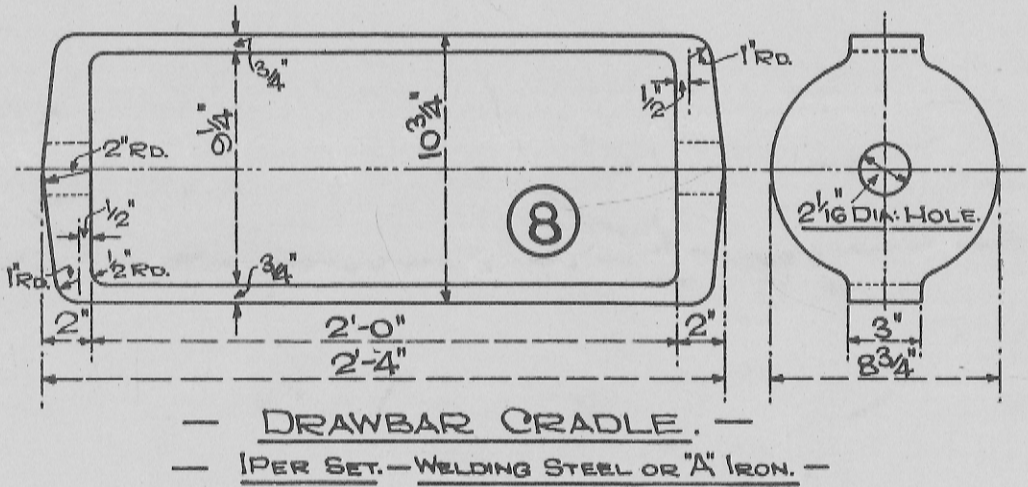 3/4"
1" RD.
9 1/4"
10 3/4"
1/2"
2" RD.
1/2"
1" RD.
1/2" RD.
3/4"
8
2 1/16" DIA: HOLE.
2" 2'-0" 2"
2'-4"
3"
8 3/4"
— DRAWBAR CRADLE. —
— 1 PER SET. — WELDING STEEL OR "A" IRON. —